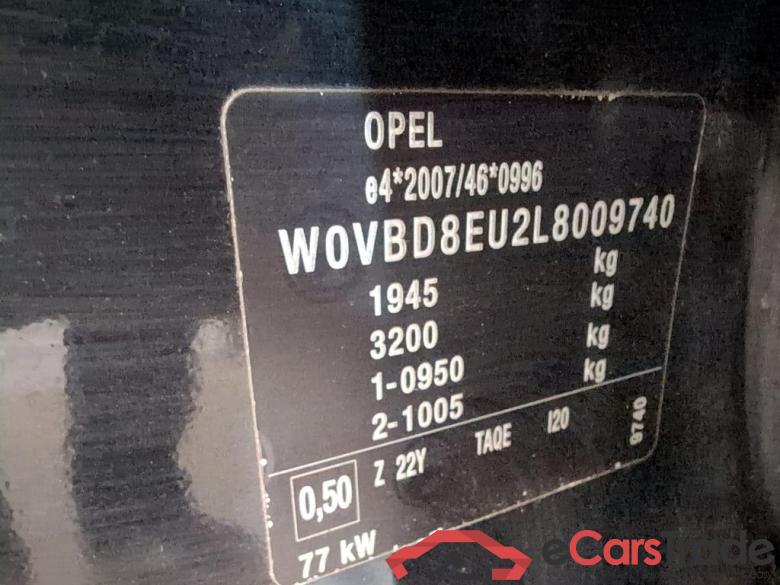 OPEL
e4*2007/46*0996
W0VBD8EU2L8009740
1945 kg
3200 kg
1-0950 kg
2-1005 kg
Z 22Y TAQE I20 9740
0,50
77 kW
eCarsTrade